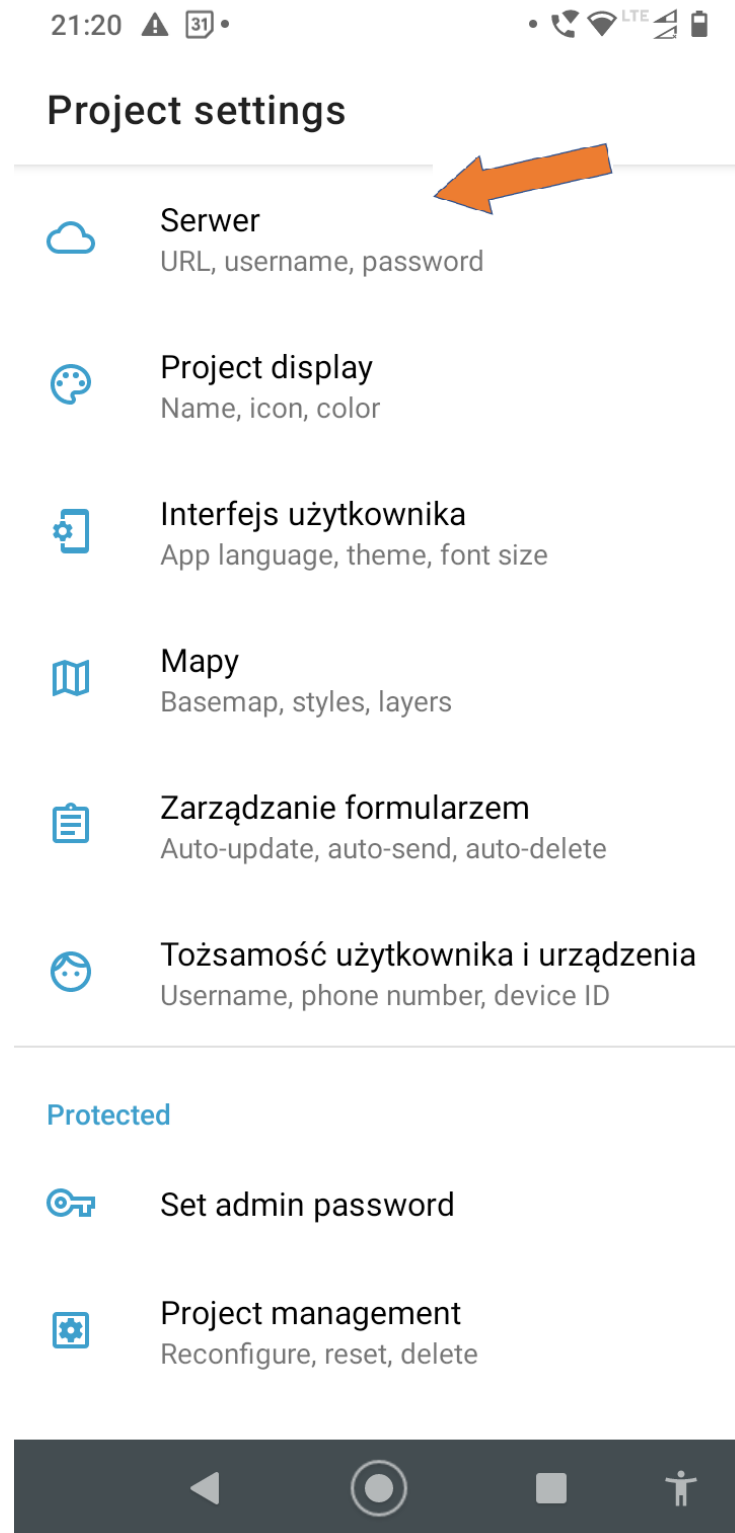 21:20 31 LTE
Project settings
Serwer
URL, username, password
Project display
Name, icon, color
Interfejs użytkownika
App language, theme, font size
Mapy
Basemap, styles, layers
Zarządzanie formularzem
Auto-update, auto-send, auto-delete
Tożsamość użytkownika i urządzenia
Username, phone number, device ID
Protected
Set admin password
Project management
Reconfigure, reset, delete